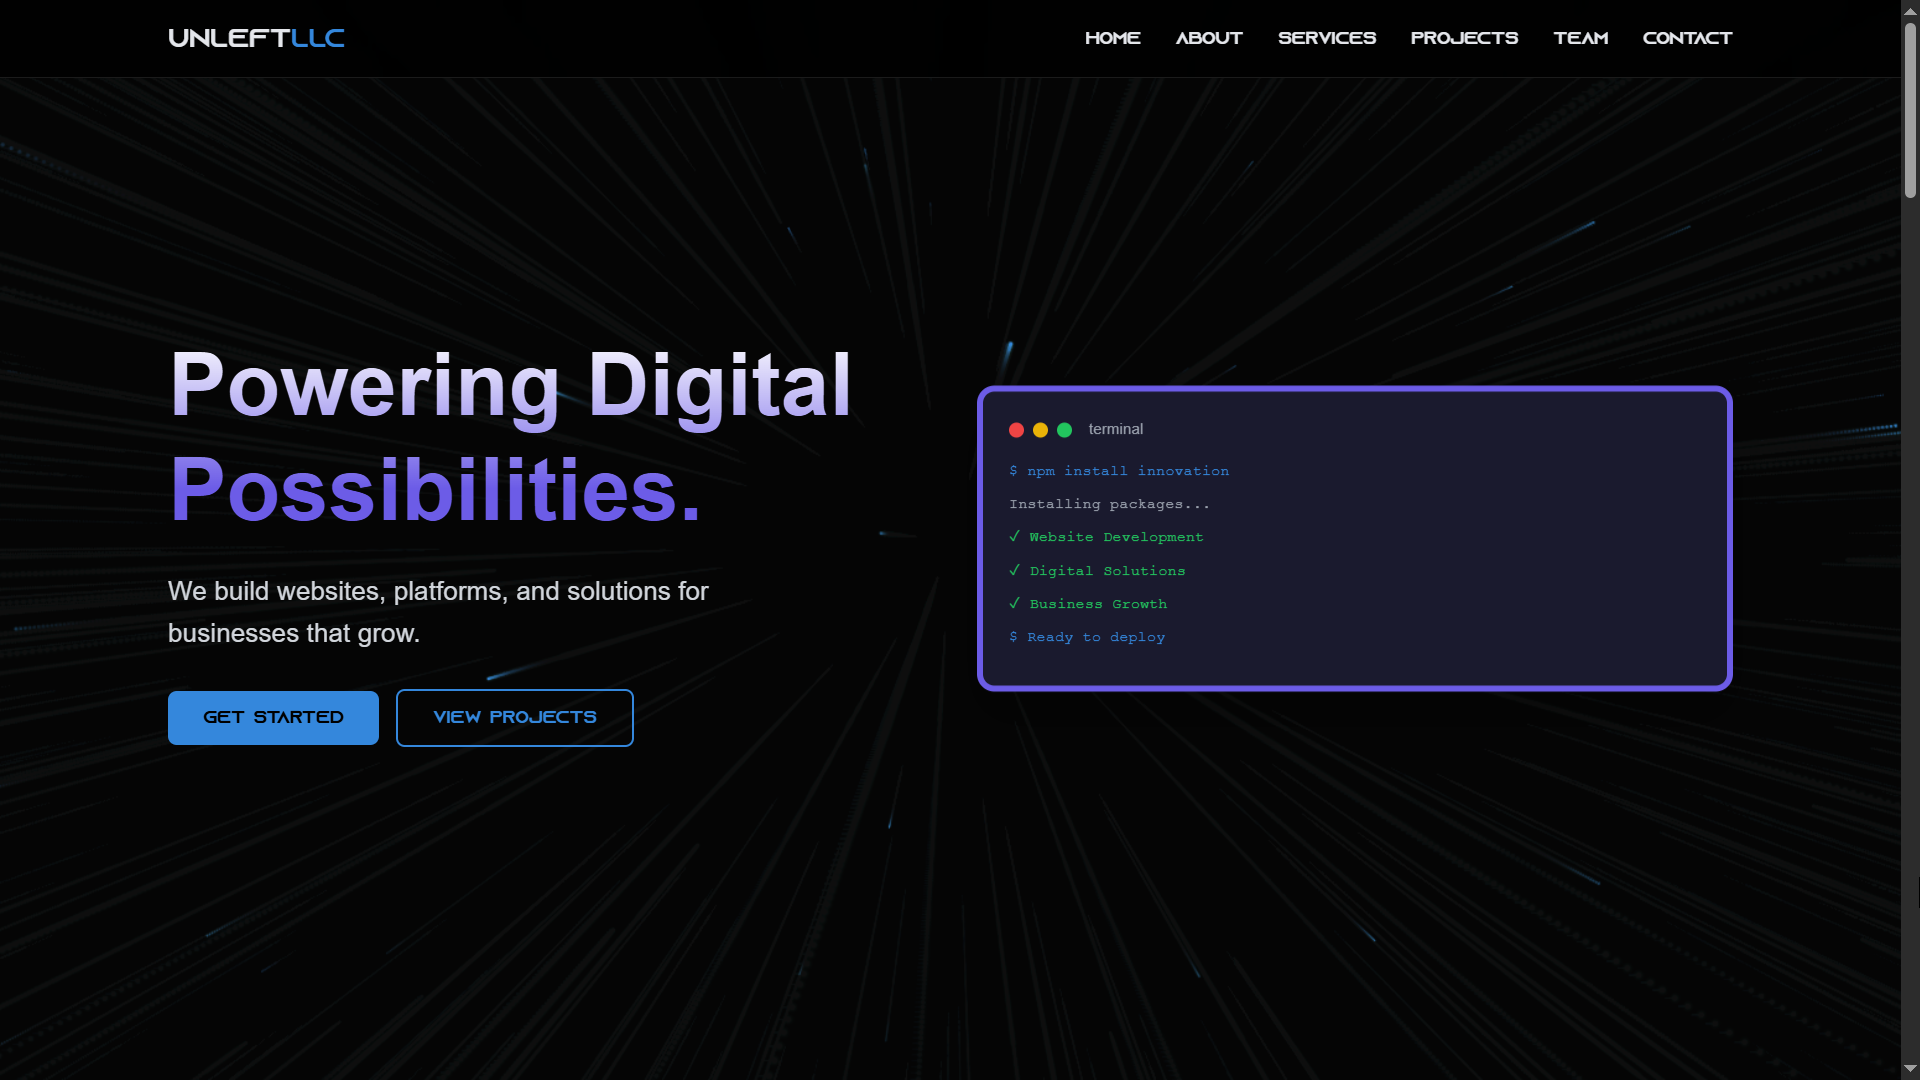 UNLEFTLLC
HOME ABOUT SERVICES PROJECTS TEAM CONTACT
Powering Digital
Possibilities.
We build websites, platforms, and solutions for
businesses that grow.
GET STARTED
VIEW PROJECTS
terminal
$ npm install innovation
Installing packages...
✓ Website Development
✓ Digital Solutions
✓ Business Growth
$ Ready to deploy